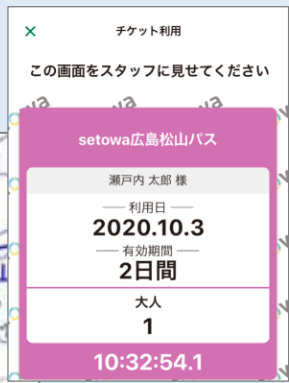 ×
チケット利用
この画面をスタッフに見せてください
setowa広島松山パス
瀬戸内 太郎 様
利用日
2020.10.3
有効期間
2日間
大人
1
10:32:54.1